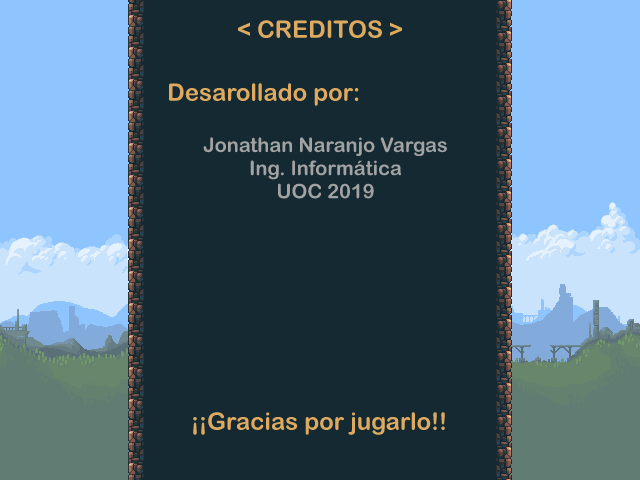 < CREDITOS >
Desarollado por:
Jonathan Naranjo Vargas
Ing. Informática
UOC 2019
¡¡Gracias por jugarlo!!